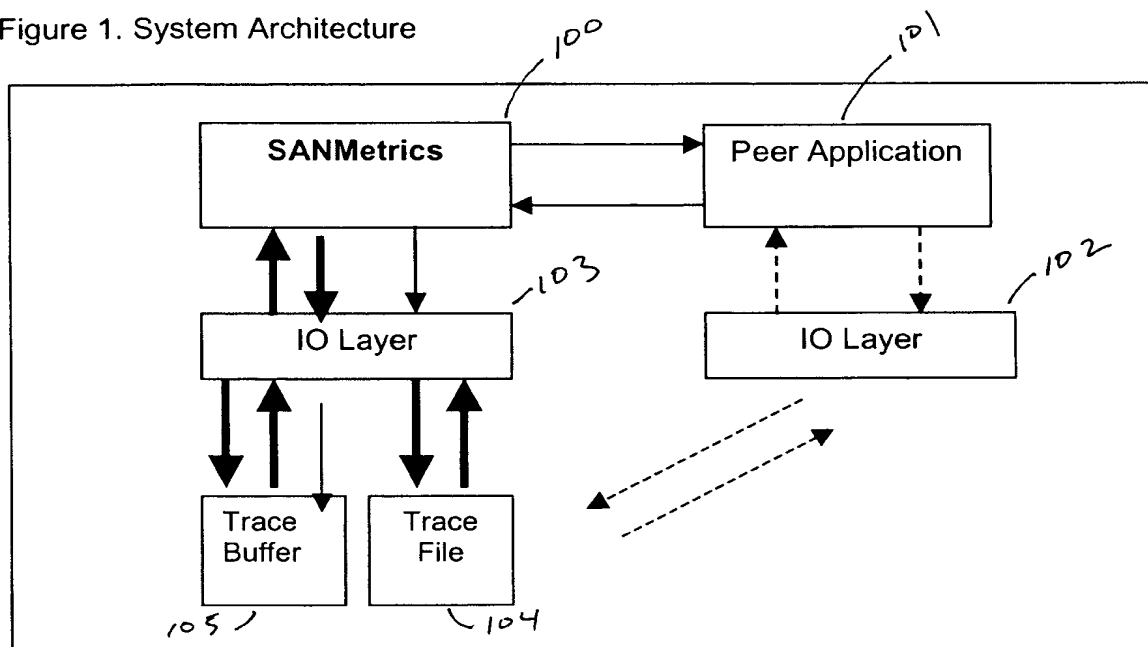 Figure 1. System Architecture
100
101
SANMetrics
Peer Application
103
102
IO Layer
IO Layer
Trace
Buffer
Trace
File
105
104